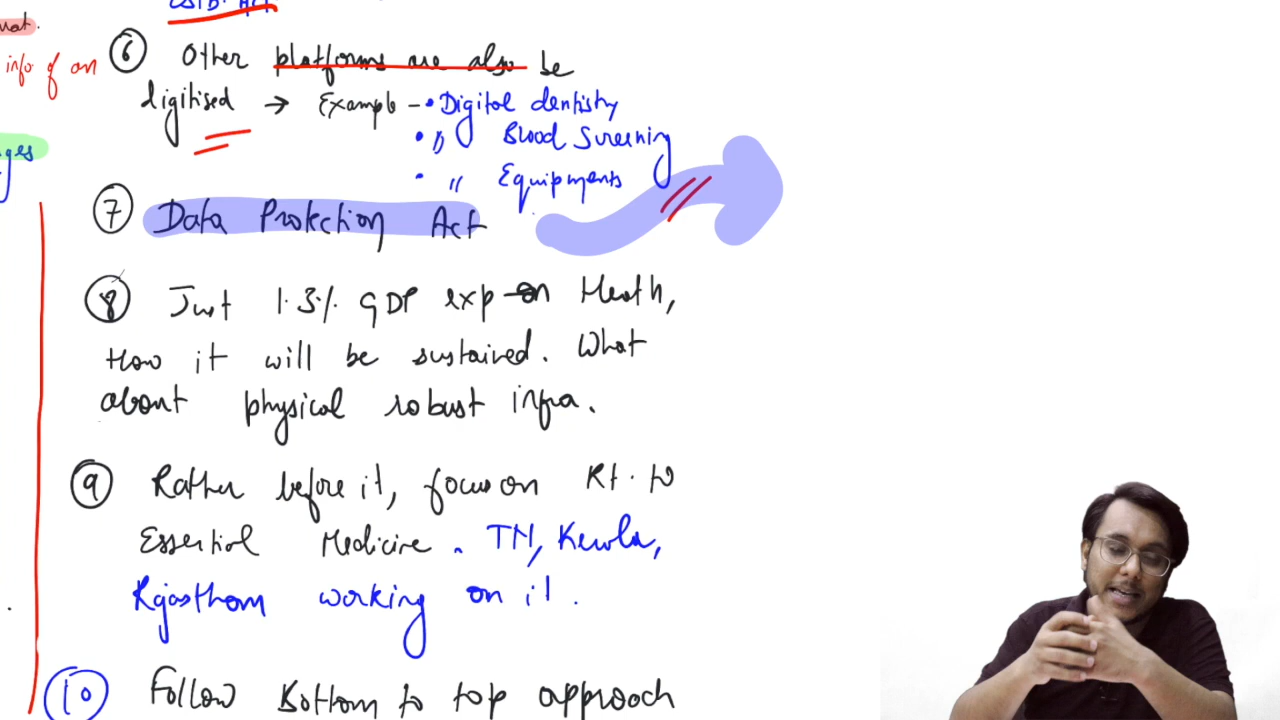 ESTB. Act
nat.
info of an
ges
⑥ Other platforms are also be
digitised → Example - • Digital dentistry
• " Blood Screening
• " Equipments
⑦ Data Protection Act
⑧ Just 1.3% GDP exp on Health,
How it will be sustained. What
about physical robust infra.
⑨ Rather before it, focus on Rt. to
Essential Medicine. TN, Kerala,
Rajasthan working on it.
⑩ Follow Bottom to top approach